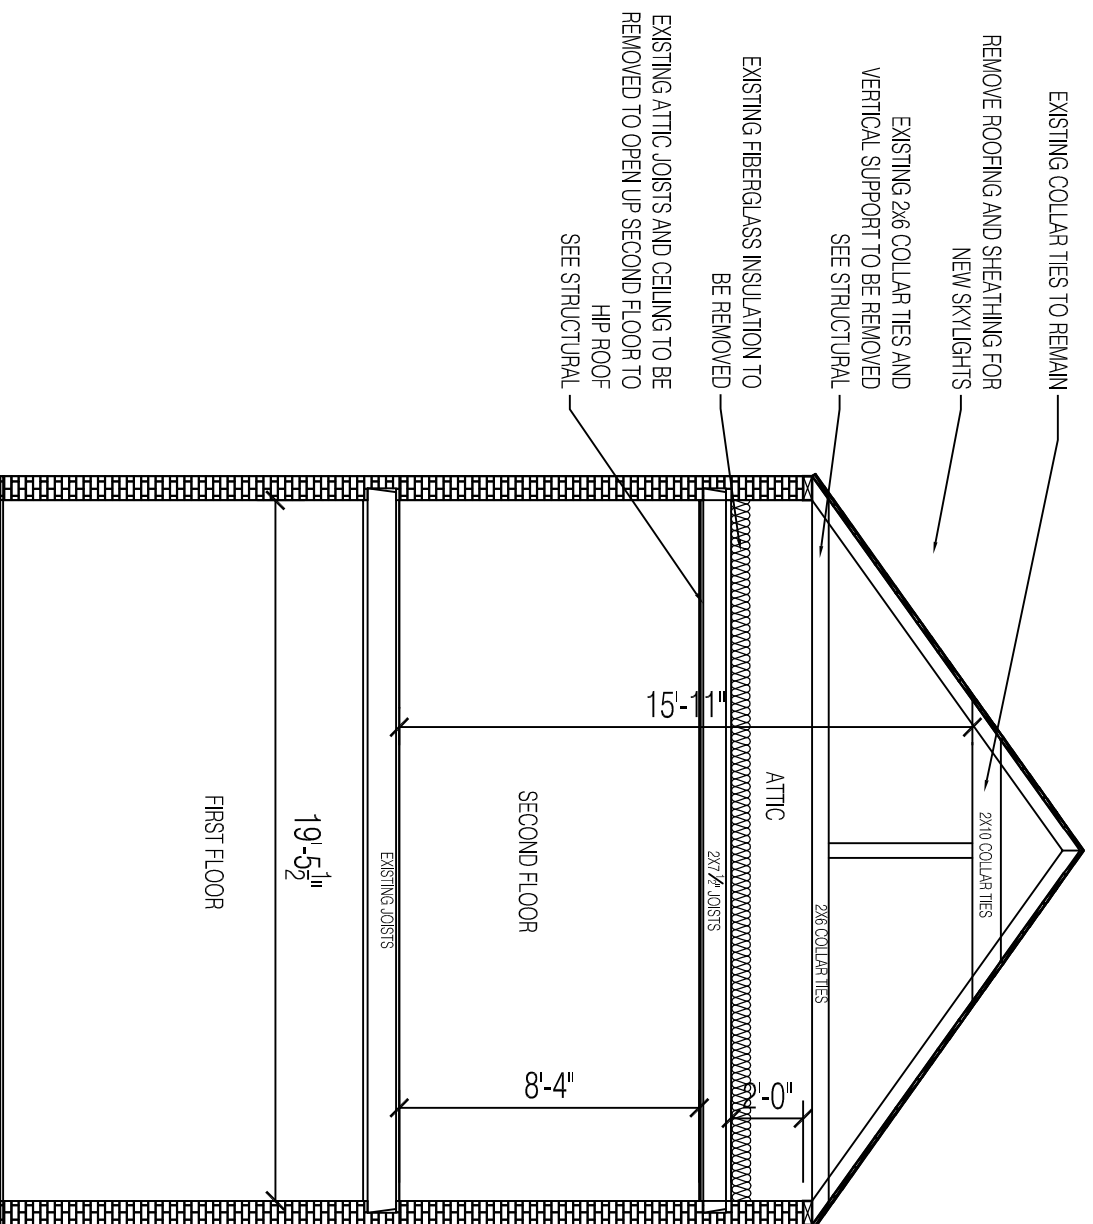 EXISTING COLLAR TIES TO REMAIN
REMOVE ROOFING AND SHEATHING FOR
NEW SKYLIGHTS
EXISTING 2x6 COLLAR TIES AND
VERTICAL SUPPORT TO BE REMOVED
SEE STRUCTURAL
EXISTING FIBERGLASS INSULATION TO
BE REMOVED
EXISTING ATTIC JOISTS AND CEILING TO BE
REMOVED TO OPEN UP SECOND FLOOR TO
HIP ROOF
SEE STRUCTURAL
2X10 COLLAR TIES
2X6 COLLAR TIES
ATTIC
2'-0"
15'-11"
2X7 1/2" JOISTS
SECOND FLOOR
8'-4"
EXISTING JOISTS
19'-5 1/2"
FIRST FLOOR